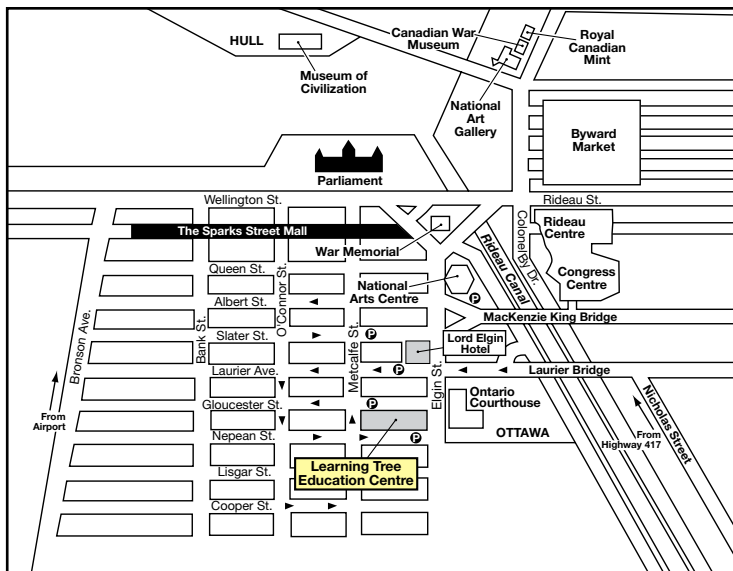 HULL
Museum of
Civilization
Canadian War
Museum
Royal
Canadian
Mint
National
Art
Gallery
Byward
Market
Parliament
Wellington St.
Rideau St.
The Sparks Street Mall
War Memorial
Rideau Canal
Colonel By Dr.
Rideau
Centre
Congress
Centre
Queen St.
National
Arts Centre
P
Albert St.
MacKenzie King Bridge
Bronson Ave.
Bank St.
O'Connor St.
Metcalfe St.
Elgin St.
Slater St.
P
Lord Elgin
Hotel
Laurier Ave.
P
Laurier Bridge
Gloucester St.
P
Ontario
Courthouse
Nicholas Street
From
Airport
From
Highway 417
Nepean St.
P
OTTAWA
Learning Tree
Education Centre
Lisgar St.
Cooper St.